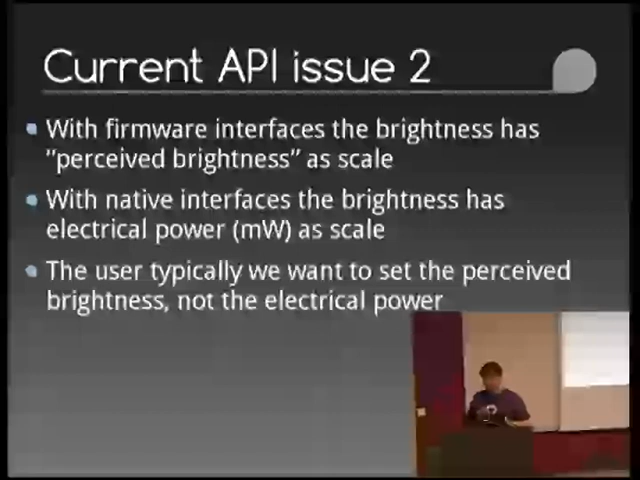 Current API issue 2
With firmware interfaces the brightness has
"perceived brightness" as scale
With native interfaces the brightness has
electrical power (mW) as scale
The user typically we want to set the perceived
brightness, not the electrical power